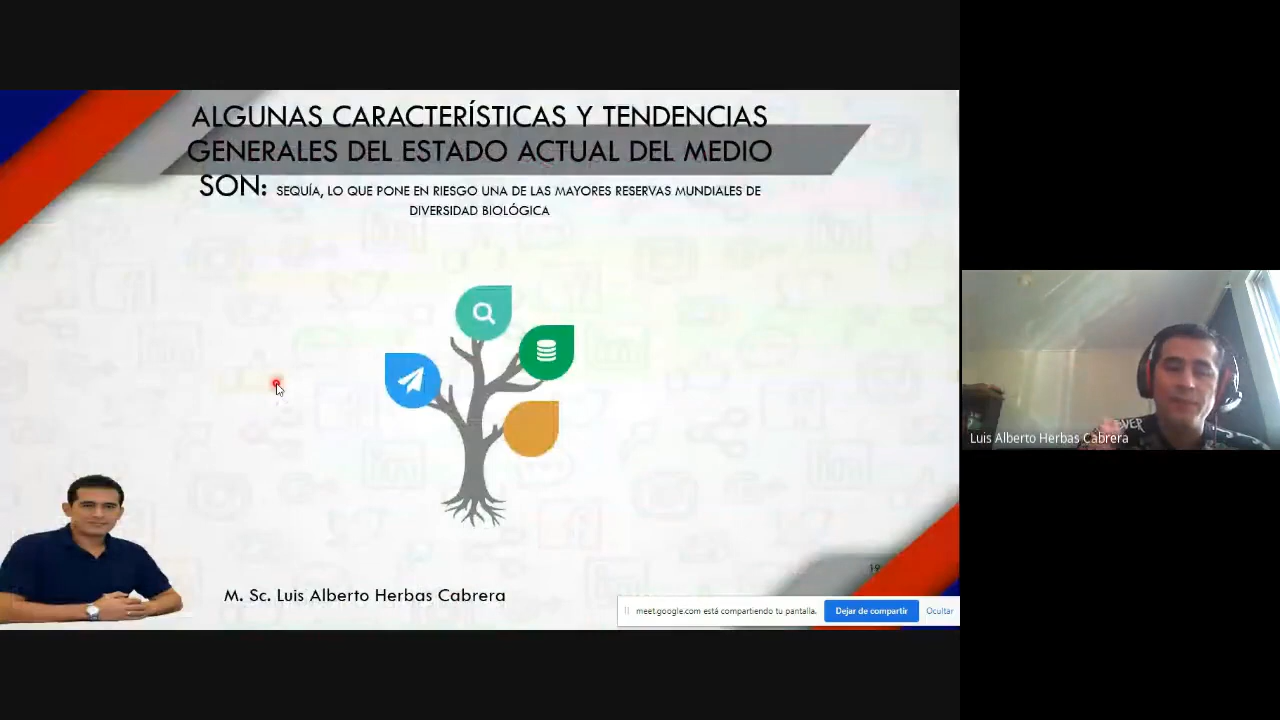 ALGUNAS CARACTERÍSTICAS Y TENDENCIAS
GENERALES DEL ESTADO ACTUAL DEL MEDIO
SON: SEQUÍA, LO QUE PONE EN RIESGO UNA DE LAS MAYORES RESERVAS MUNDIALES DE
DIVERSIDAD BIOLÓGICA
M. Sc. Luis Alberto Herbas Cabrera
19
meet.google.com está compartiendo tu pantalla.
Dejar de compartir
Ocultar
Luis Alberto Herbas Cabrera